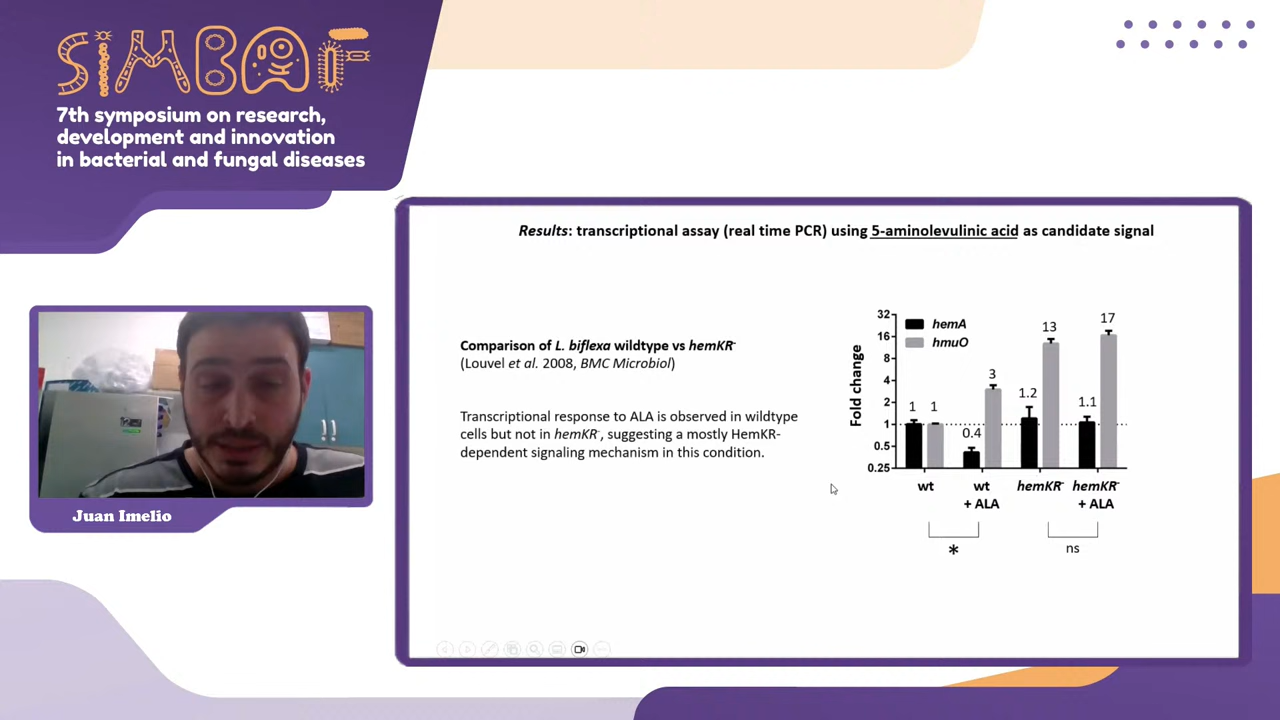 SIMBAF
7th symposium on research,
development and innovation
in bacterial and fungal diseases
Juan Imelio
Results: transcriptional assay (real time PCR) using 5-aminolevulinic acid as candidate signal
Comparison of L. biflexa wildtype vs hemKR-
(Louvel et al. 2008, BMC Microbiol)
Transcriptional response to ALA is observed in wildtype
cells but not in hemKR-, suggesting a mostly HemKR-
dependent signaling mechanism in this condition.
Fold change
32
16
8
4
2
1
0.5
0.25
hemA
hmuO
1
1
0.4
3
1.2
13
1.1
17
wt
wt
+ ALA
hemKR-
hemKR-
+ ALA
*
ns